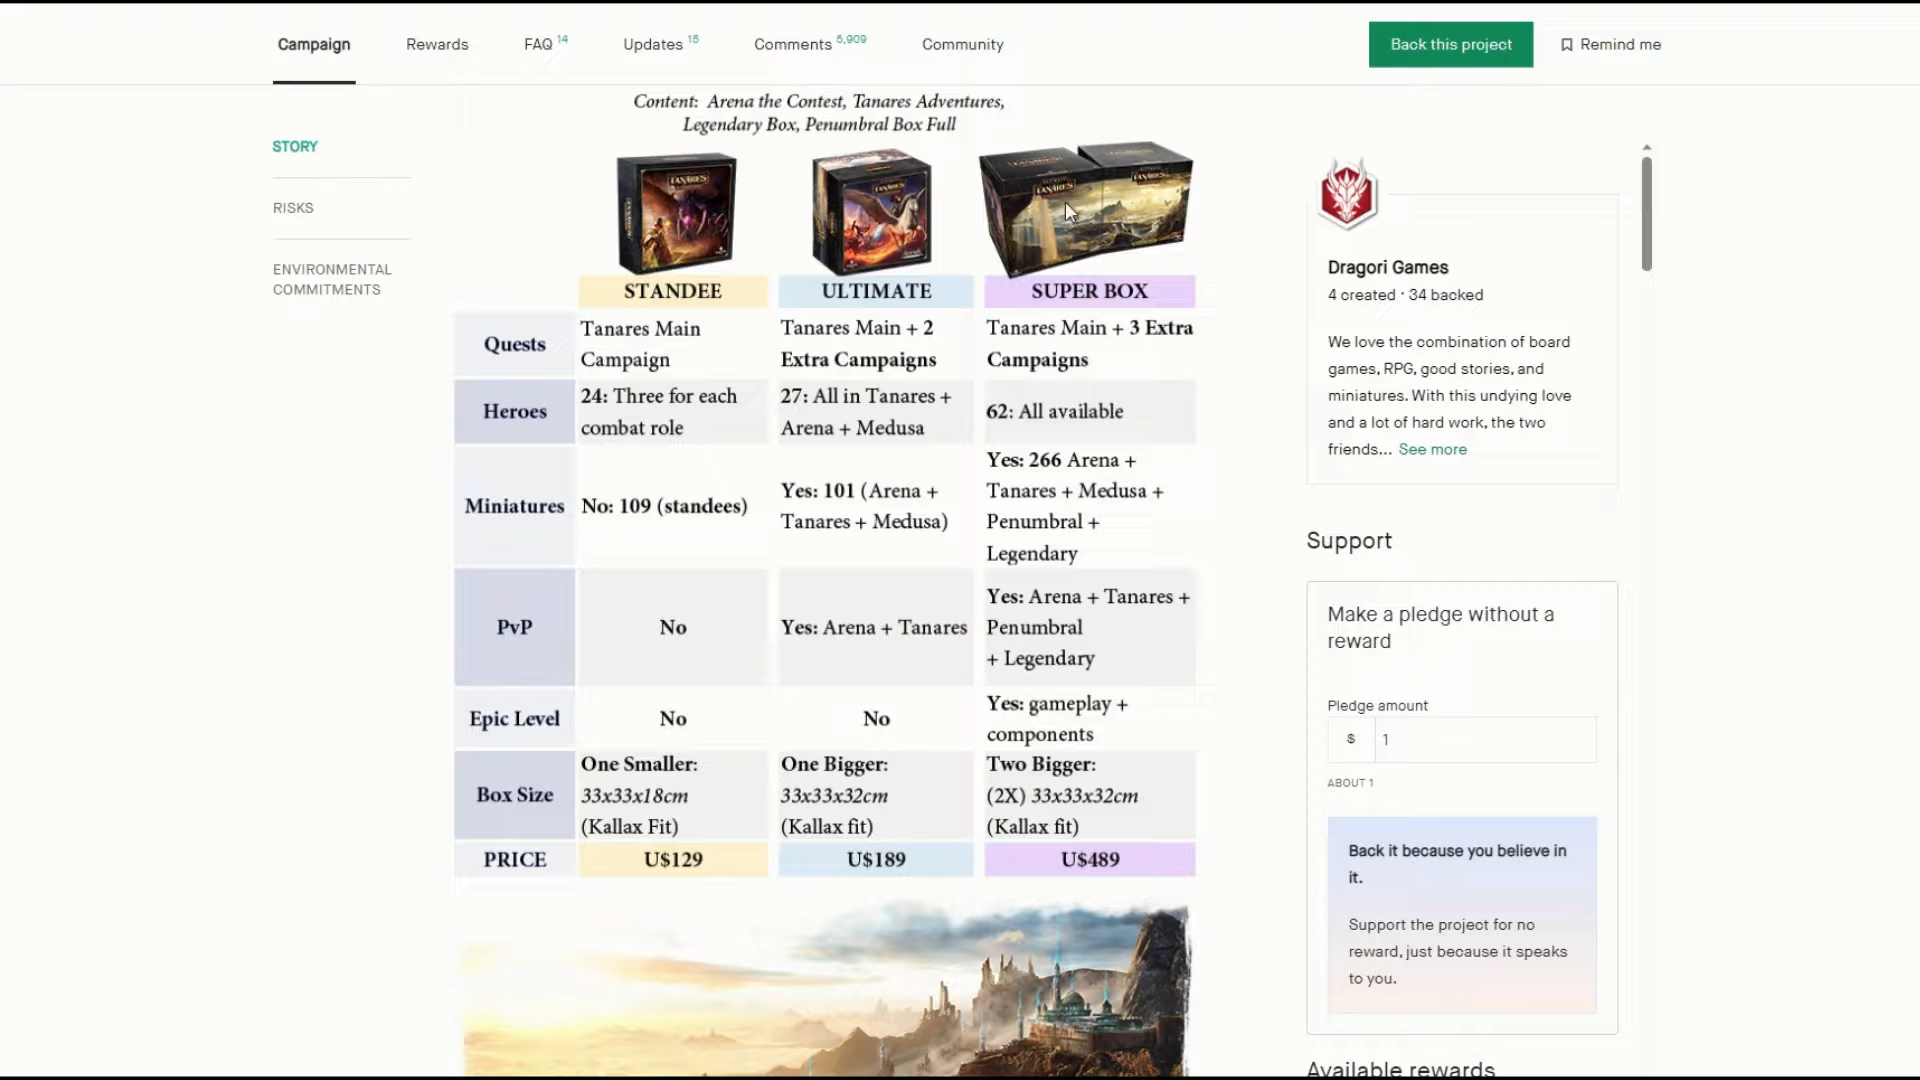 Campaign
Rewards
FAQ 14
Updates 15
Comments 5,909
Community
Back this project
Remind me
STORY
RISKS
ENVIRONMENTAL
COMMITMENTS
Content: Arena the Contest, Tanares Adventures,
Legendary Box, Penumbral Box Full
TANARES
TANARES
TANARES
TANARES
STANDEE
ULTIMATE
SUPER BOX
Quests
Tanares Main
Campaign
Tanares Main + 2
Extra Campaigns
Tanares Main + 3 Extra
Campaigns
Heroes
24: Three for each
combat role
27: All in Tanares +
Arena + Medusa
62: All available
Miniatures
No: 109 (standees)
Yes: 101 (Arena +
Tanares + Medusa)
Yes: 266 Arena +
Tanares + Medusa +
Penumbral +
Legendary
PvP
No
Yes: Arena + Tanares
Yes: Arena + Tanares +
Penumbral
+ Legendary
Epic Level
No
No
Yes: gameplay +
components
Box Size
One Smaller:
33x33x18cm
(Kallax Fit)
One Bigger:
33x33x32cm
(Kallax fit)
Two Bigger:
(2X) 33x33x32cm
(Kallax fit)
PRICE
U$129
U$189
U$489
Dragori Games
4 created · 34 backed
We love the combination of board
games, RPG, good stories, and
miniatures. With this undying love
and a lot of hard work, the two
friends... See more
Support
Make a pledge without a
reward
Pledge amount
$ 1
ABOUT 1
Back it because you believe in
it.
Support the project for no
reward, just because it speaks
to you.
Available rewards